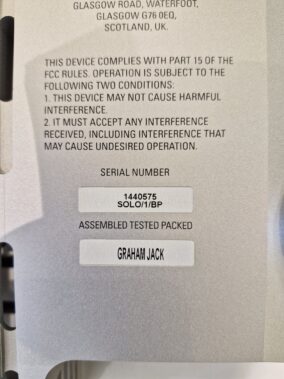 GLASGOW ROAD, WATERFOOT,
GLASGOW G76 0EQ,
SCOTLAND, UK.
THIS DEVICE COMPLIES WITH PART 15 OF THE
FCC RULES. OPERATION IS SUBJECT TO THE
FOLLOWING TWO CONDITIONS:
1. THIS DEVICE MAY NOT CAUSE HARMFUL
INTERFERENCE.
2. IT MUST ACCEPT ANY INTERFERENCE
RECEIVED, INCLUDING INTERFERENCE THAT
MAY CAUSE UNDESIRED OPERATION.
SERIAL NUMBER
1440575
SOLO/1/BP
ASSEMBLED TESTED PACKED
GRAHAM JACK